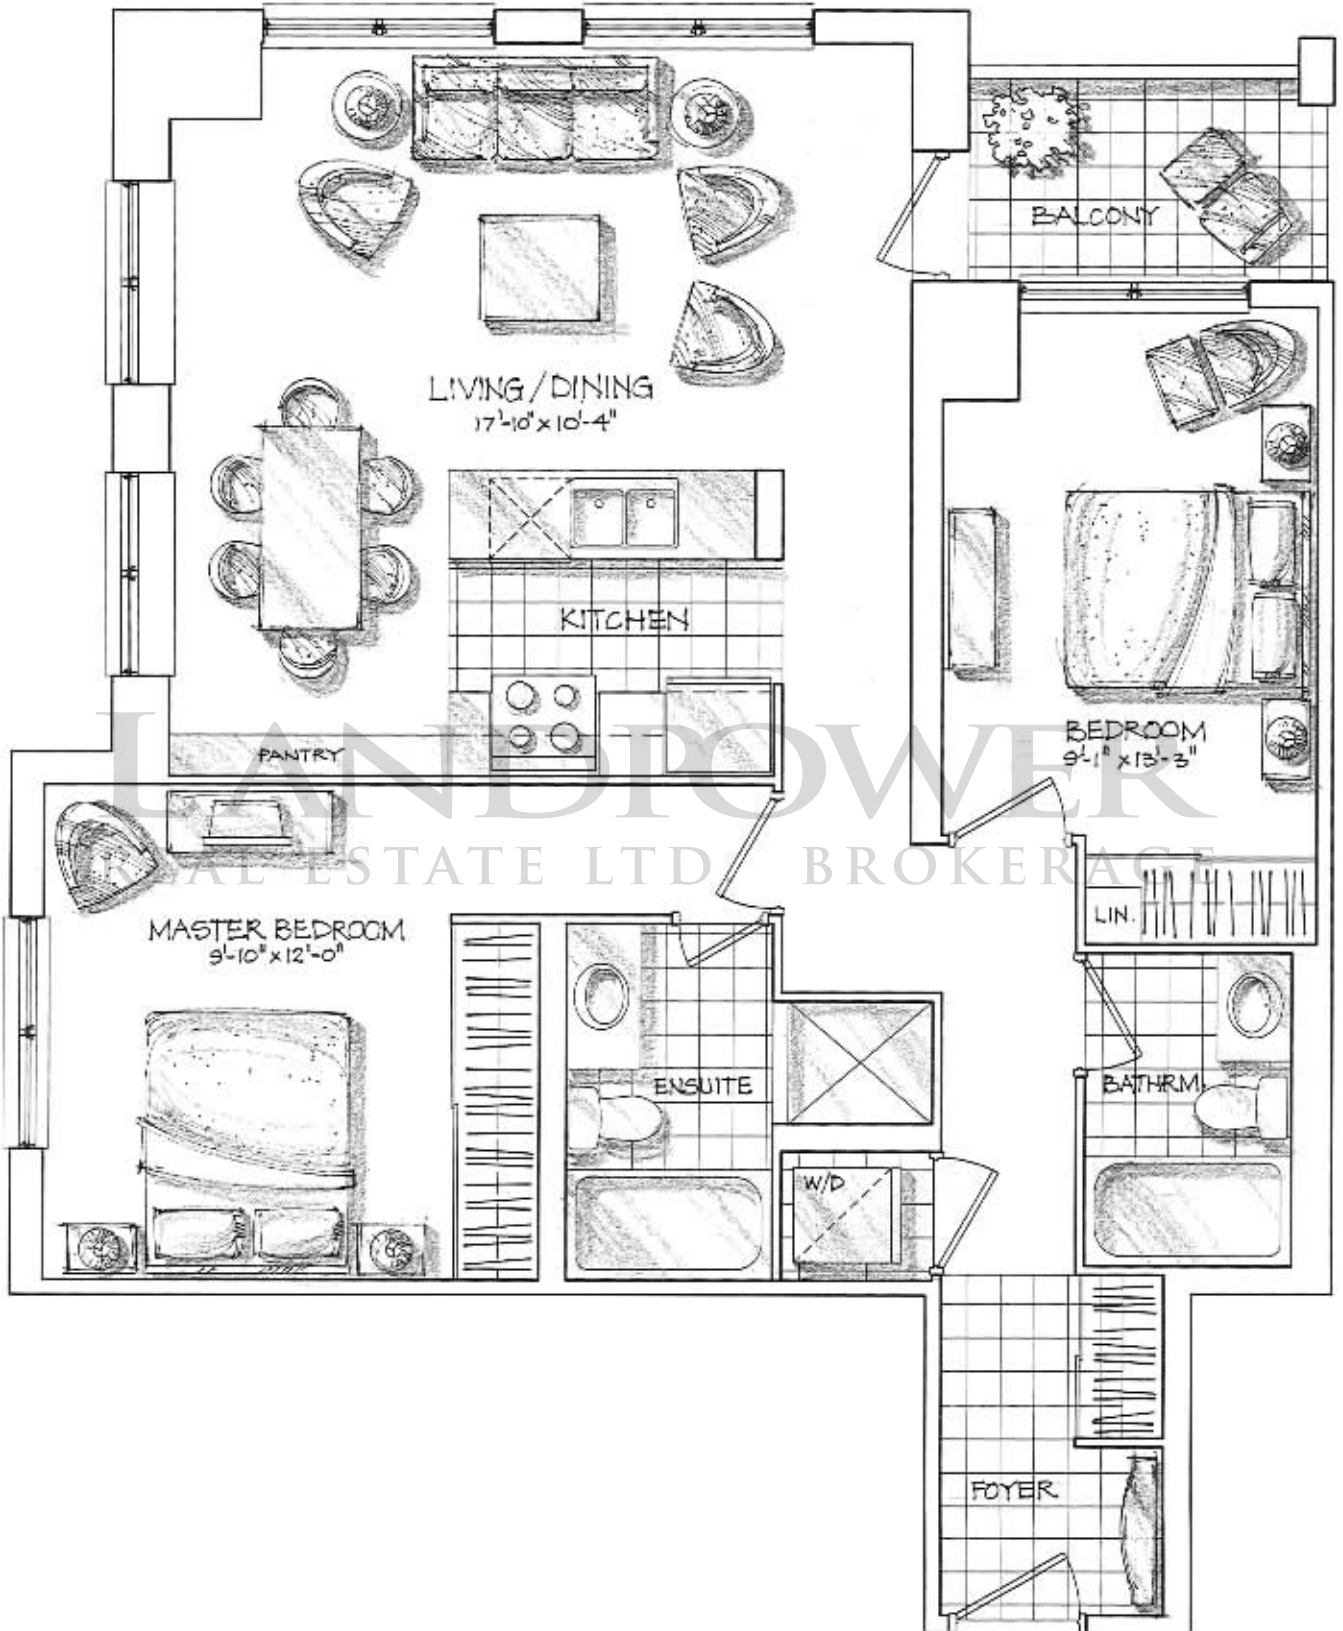 BALCONY
LIVING/DINING
17'-10" x 10'-4"
KITCHEN
PANTRY
BEDROOM
9'-1" x 13'-3"
LANDPOWER
REAL ESTATE LTD. BROKERAGE
LIN.
MASTER BEDROOM
9'-10" x 12'-0"
ENSUITE
BATHRM.
W/D
FOYER